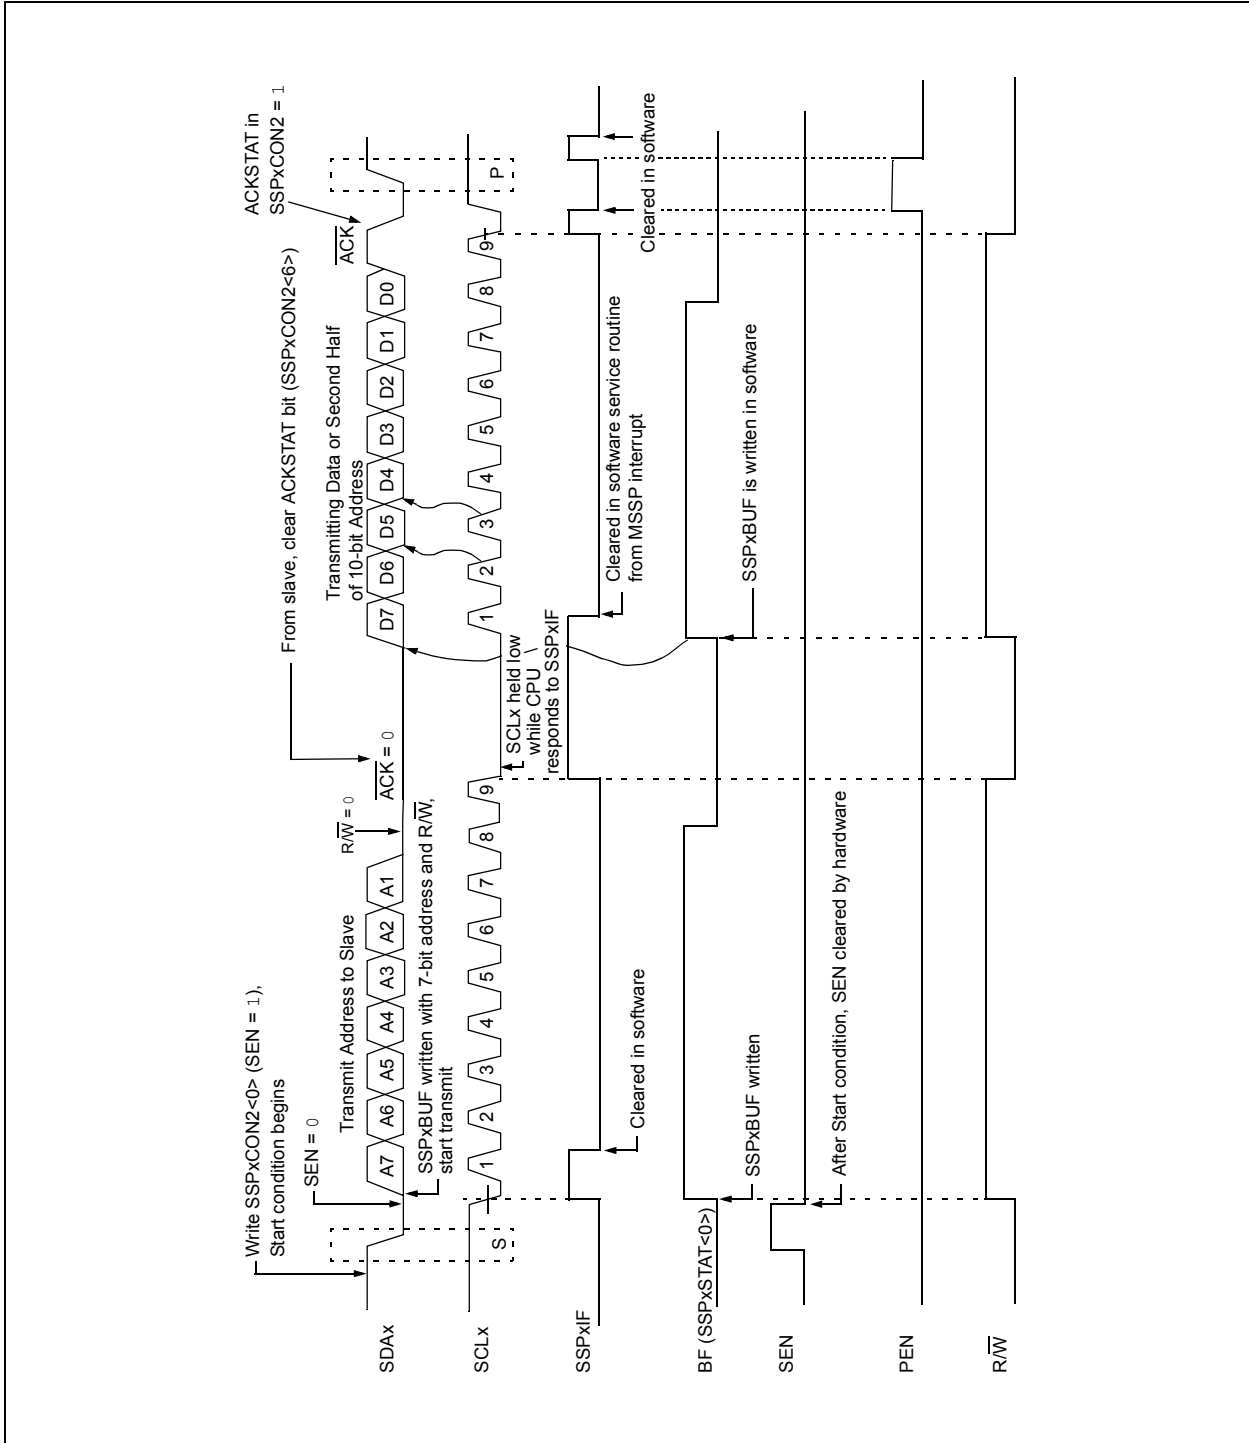 Write SSPxCON2<0> (SEN = 1),
Start condition begins
SEN = 0
Transmit Address to Slave
R/W = 0
From slave, clear ACKSTAT bit (SSPxCON2<6>)
ACK = 0
Transmitting Data or Second Half
of 10-bit Address
ACKSTAT in
SSPxCON2 = 1
ACK
SDAx
A7 A6 A5 A4 A3 A2 A1
D7 D6 D5 D4 D3 D2 D1 D0
SSPxBUF written with 7-bit address and R/W,
start transmit
SCLx
S
1 2 3 4 5 6 7 8 9
1 2 3 4 5 6 7 8 9
P
SCLx held low
while CPU
responds to SSPxIF
SSPxIF
Cleared in software
Cleared in software service routine
from MSSP interrupt
Cleared in software
Cleared in software
BF (SSPxSTAT<0>)
SSPxBUF written
SSPxBUF is written in software
SEN
After Start condition, SEN cleared by hardware
PEN
R/W